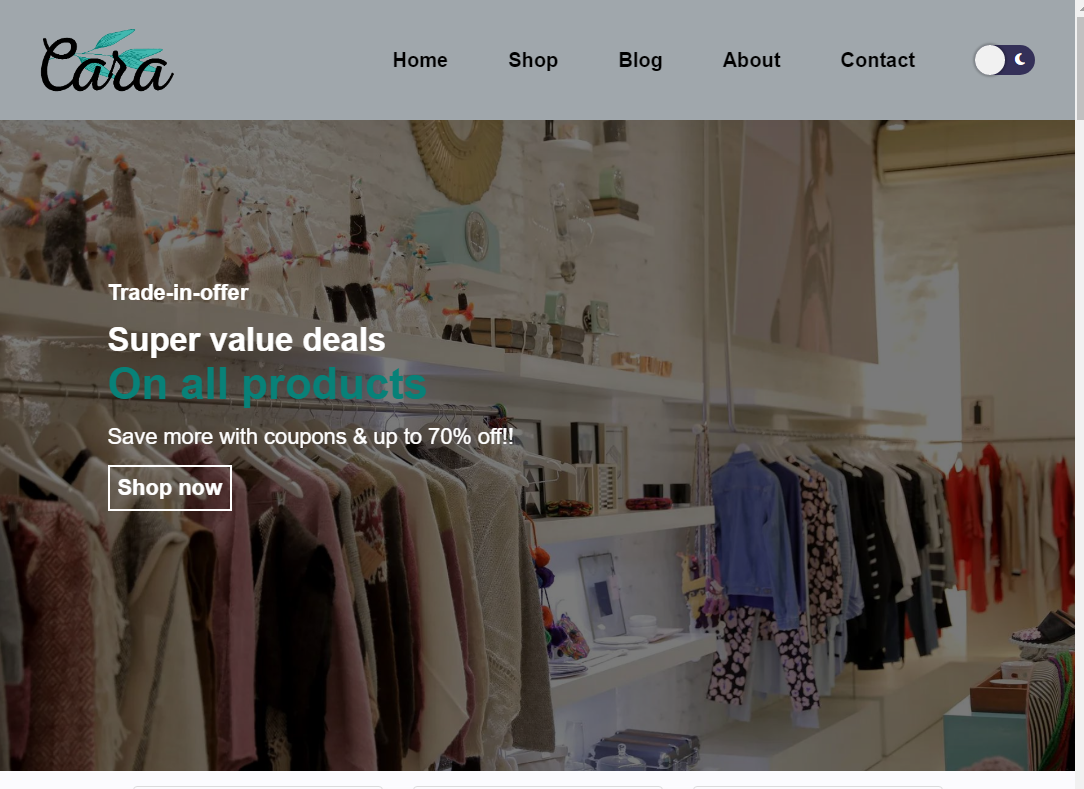 Cara
Home Shop Blog About Contact
Trade-in-offer
Super value deals
On all products
Save more with coupons & up to 70% off!!
Shop now